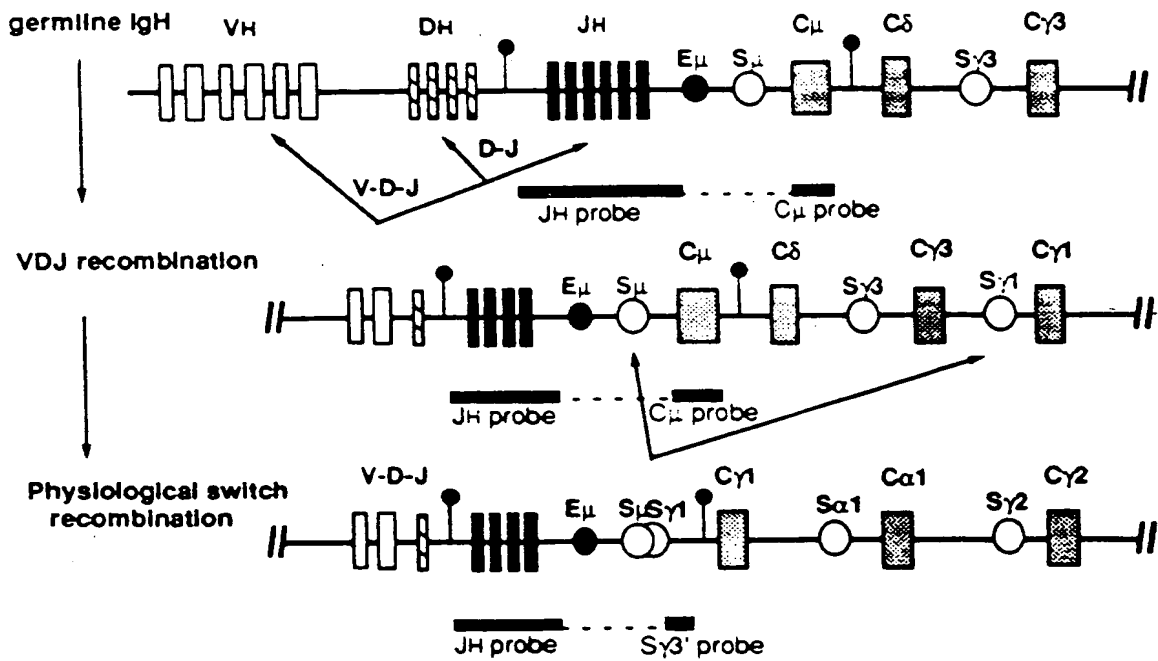 germline IgH
VH DH JH Eμ Sμ Cμ Cδ Sγ3 Cγ3
D-J
V-D-J
JH probe Cμ probe
VDJ recombination
Eμ Sμ Cμ Cδ Sγ3 Cγ3 Sγ1 Cγ1
JH probe Cμ probe
Physiological switch
recombination
V-D-J Eμ SμSγ1 Cγ1 Sα1 Cα1 Sγ2 Cγ2
JH probe Sγ3' probe